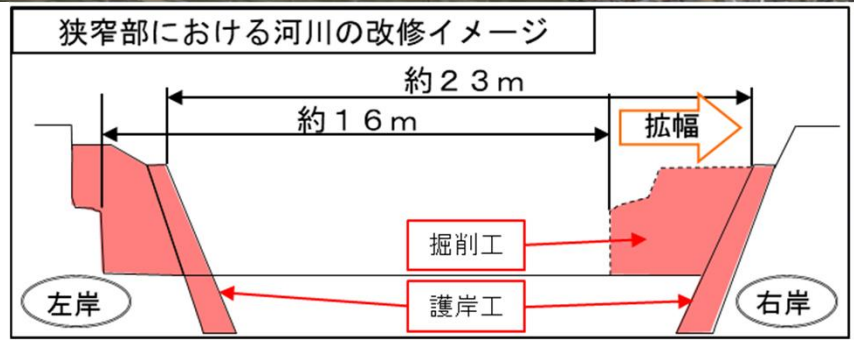 狭窄部における河川の改修イメージ
約２３ｍ
約１６ｍ
拡幅
掘削工
護岸工
左岸
右岸